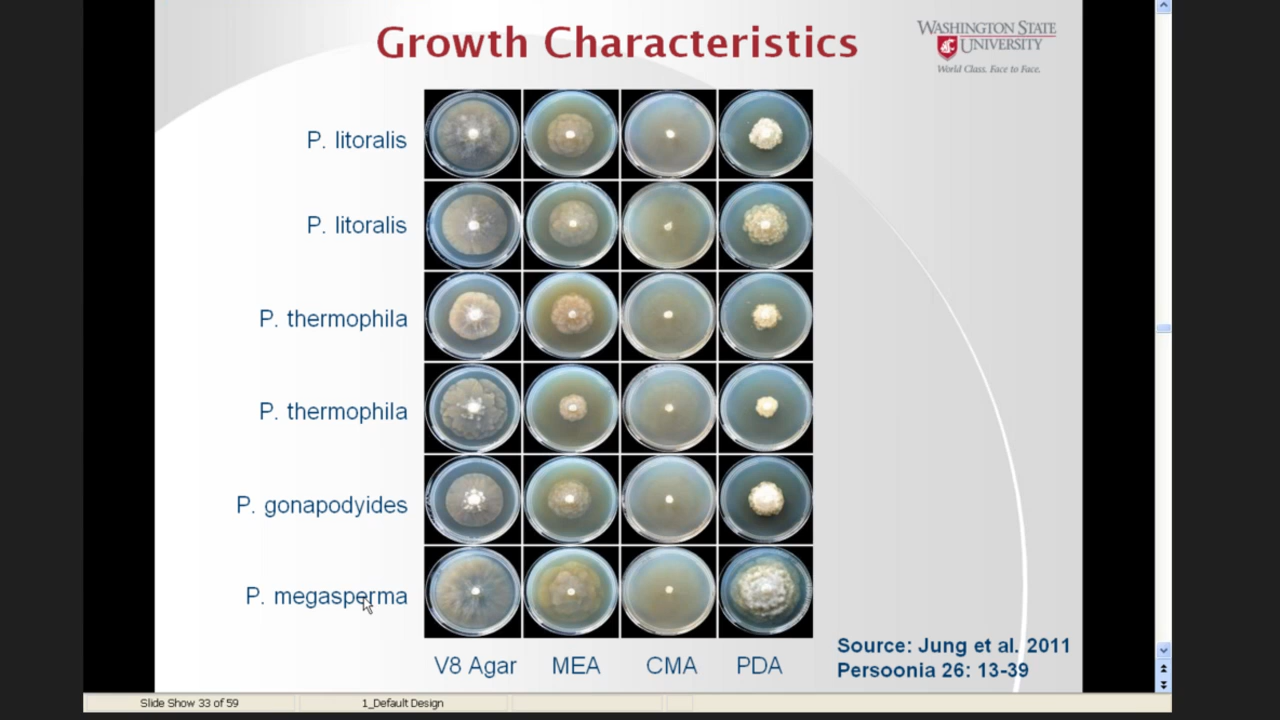 Growth Characteristics
WASHINGTON STATE
UNIVERSITY
World Class. Face to Face.
P. litoralis
P. litoralis
P. thermophila
P. thermophila
P. gonapodyides
P. megasperma
V8 Agar MEA CMA PDA
Source: Jung et al. 2011
Persoonia 26: 13-39
Slide Show 33 of 59 1_Default Design